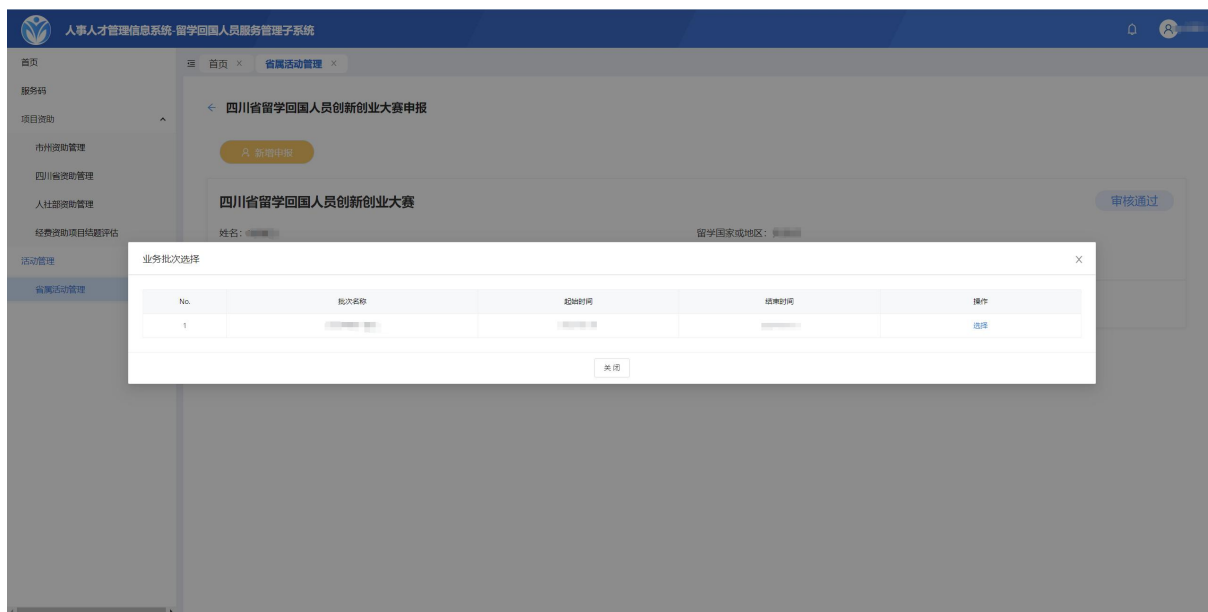 人事人才管理信息系统-留学回国人员服务管理子系统
首页
服务码
项目资助
市州资助管理
四川省资助管理
人社部资助管理
经费资助项目结题评估
活动管理
省属活动管理
首页 × 省属活动管理 ×
← 四川省留学回国人员创新创业大赛申报
新增申报
四川省留学回国人员创新创业大赛 审核通过
姓名： 留学国家或地区：
业务批次选择 X
No. 批次名称 起始时间 结束时间 操作
1 选择
关闭